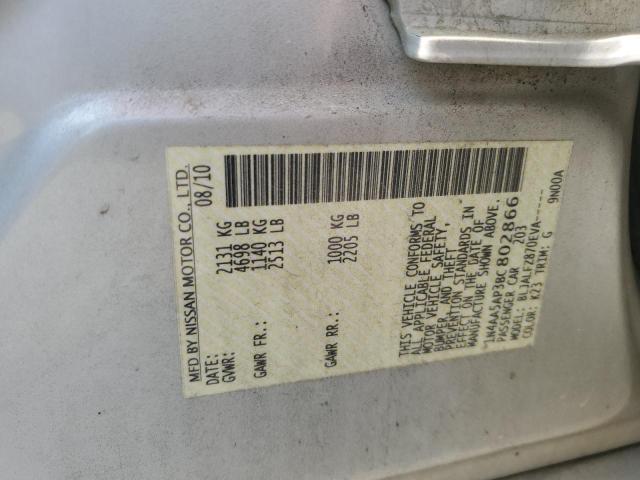 MFD BY NISSAN MOTOR CO., LTD.
DATE: 08/10
GVWR: 2131 KG
4698 LB
GAWR FR.: 1140 KG
2513 LB
GAWR RR.: 1000 KG
2205 LB
THIS VEHICLE CONFORMS TO
ALL APPLICABLE FEDERAL
MOTOR VEHICLE SAFETY,
BUMPER, AND THEFT
PREVENTION STANDARDS IN
EFFECT ON THE DATE OF
MANUFACTURE SHOWN ABOVE.
1N4AA5AP3BC802866
PASSENGER CAR 203
MODEL: BLJALF2870EVA-----
COLOR: K23 TRIM: G 9N00A